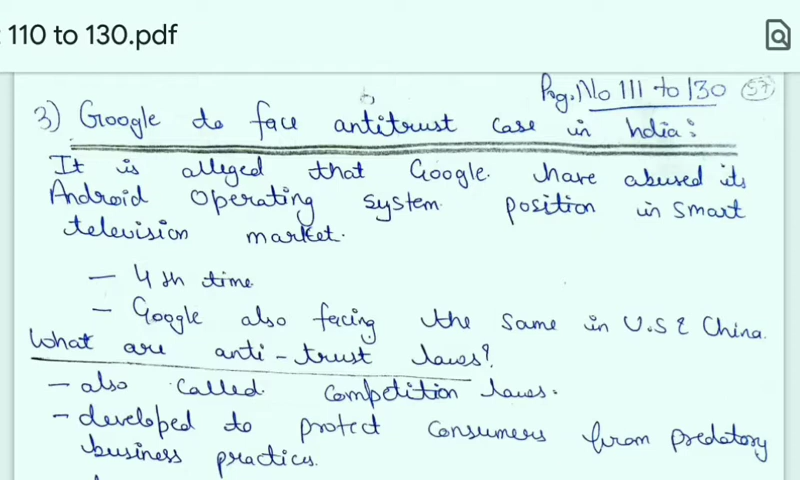 110 to 130.pdf
Pg.No 111 to 130 57
3) Google to face antitrust case in India:
It is alleged that Google have abused its
Android operating system position in smart
television market.
- 4th time
- Google also facing the same in U.S & China.
What are anti-trust laws?
- also called competition laws.
- developed to protect consumers from predatory
business practices.